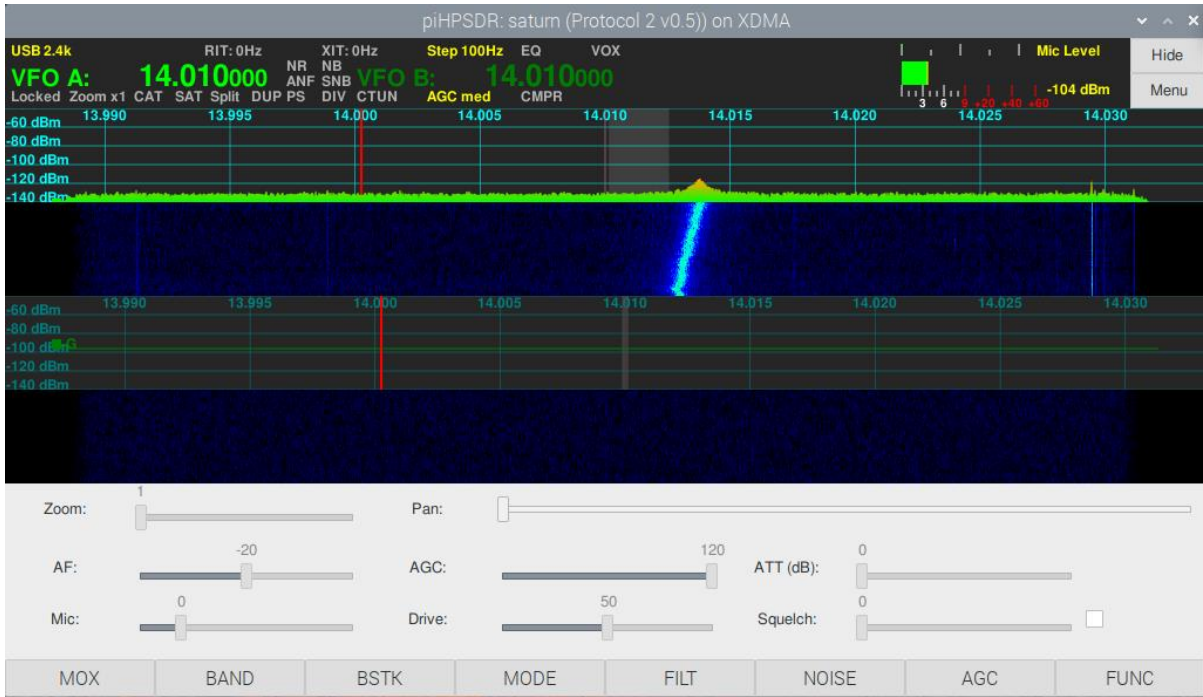 piHPSDR: saturn (Protocol 2 v0.5)) on XDMA
USB 2.4k RIT: 0Hz XIT: 0Hz Step 100Hz EQ VOX Mic Level Hide
VFO A: 14.010000 NR NB VFO B: 14.010000
ANF SNB
Locked Zoom x1 CAT SAT Split DUP PS DIV CTUN AGC med CMPR -104 dBm Menu
3 6 9 +20 +40 +60
13.990 13.995 14.000 14.005 14.010 14.015 14.020 14.025 14.030
-60 dBm
-80 dBm
-100 dBm
-120 dBm
-140 dBm
13.990 13.995 14.000 14.005 14.010 14.015 14.020 14.025 14.030
-60 dBm
-80 dBm
-100 dBm
-G
-120 dBm
-140 dBm
Zoom: 1 Pan:
AF: -20 AGC: 120 ATT (dB): 0
Mic: 0 Drive: 50 Squelch: 0
MOX BAND BSTK MODE FILT NOISE AGC FUNC